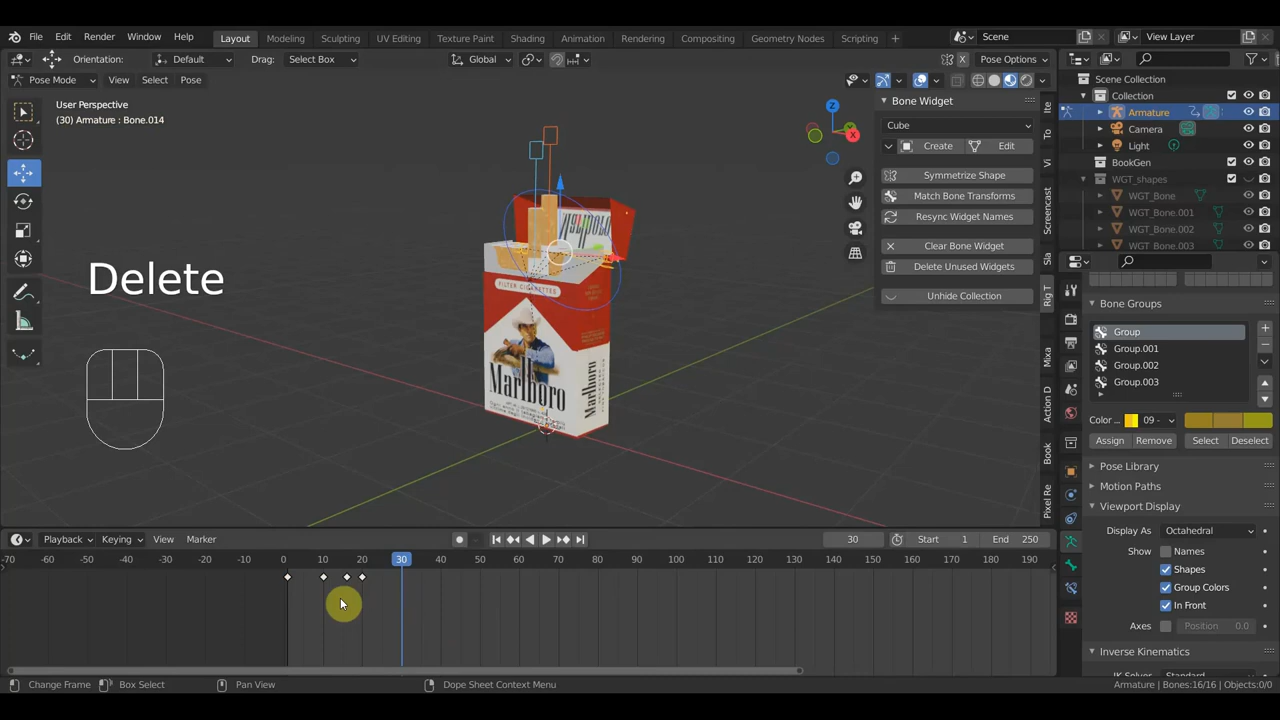 File Edit Render Window Help Layout Modeling Sculpting UV Editing Texture Paint Shading Animation Rendering Compositing Geometry Nodes Scripting + Scene View Layer
Orientation: Default Drag: Select Box Global X Pose Options
Pose Mode View Select Pose
User Perspective
(30) Armature : Bone.014
Z
X
Bone Widget
Cube
Create Edit
Symmetrize Shape
Match Bone Transforms
Resync Widget Names
Clear Bone Widget
Delete Unused Widgets
Unhide Collection
Ite
To
Vi
Screencast
Sla
Rig T
Mixa
Action D
Book
Pixel Re
Scene Collection
Collection
Armature
Camera
Light
BookGen
WGT_shapes
WGT_Bone
WGT_Bone.001
WGT_Bone.002
WGT_Bone.003
Bone Groups
Group
Group.001
Group.002
Group.003
Color ... 09 -
Assign Remove Select Deselect
Pose Library
Motion Paths
Viewport Display
Display As Octahedral
Show Names
Shapes
Group Colors
In Front
Axes Position 0.0
Inverse Kinematics
IK Solver Standard
Delete
FILTER CIGARETTES
Marlboro
Marlboro
Playback Keying View Marker 30 Start 1 End 250
-70 -60 -50 -40 -30 -20 -10 0 10 20 30 40 50 60 70 80 90 100 110 120 130 140 150 160 170 180 190
Change Frame Box Select Pan View Dope Sheet Context Menu Armature | Bones:16/16 | Objects:0/0